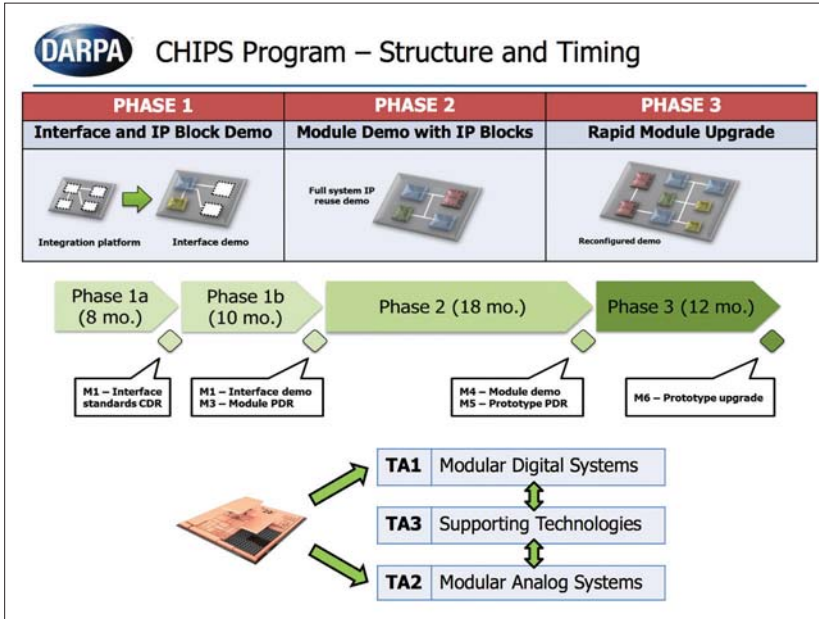 DARPA
CHIPS Program – Structure and Timing
PHASE 1
PHASE 2
PHASE 3
Interface and IP Block Demo
Module Demo with IP Blocks
Rapid Module Upgrade
Integration platform
Interface demo
Full system IP
reuse demo
Reconfigured demo
Phase 1a
(8 mo.)
Phase 1b
(10 mo.)
Phase 2 (18 mo.)
Phase 3 (12 mo.)
M1 – Interface
standards CDR
M1 – Interface demo
M3 – Module PDR
M4 – Module demo
M5 – Prototype PDR
M6 – Prototype upgrade
TA1 Modular Digital Systems
TA3 Supporting Technologies
TA2 Modular Analog Systems